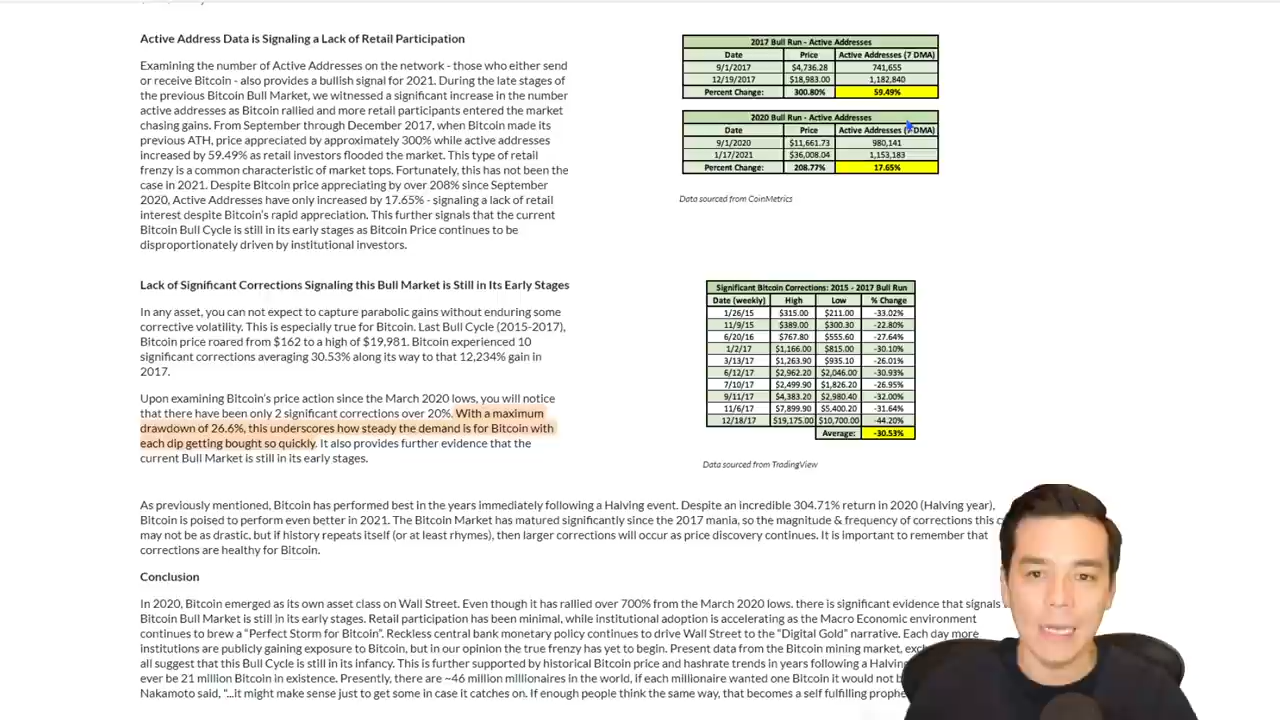 Active Address Data is Signaling a Lack of Retail Participation
Examining the number of Active Addresses on the network - those who either send
or receive Bitcoin - also provides a bullish signal for 2021. During the late stages of
the previous Bitcoin Bull Market, we witnessed a significant increase in the number
active addresses as Bitcoin rallied and more retail participants entered the market
chasing gains. From September through December 2017, when Bitcoin made its
previous ATH, price appreciated by approximately 300% while active addresses
increased by 59.49% as retail investors flooded the market. This type of retail
frenzy is a common characteristic of market tops. Fortunately, this has not been the
case in 2021. Despite Bitcoin price appreciating by over 208% since September
2020, Active Addresses have only increased by 17.65% - signaling a lack of retail
interest despite Bitcoin's rapid appreciation. This further signals that the current
Bitcoin Bull Cycle is still in its early stages as Bitcoin Price continues to be
disproportionately driven by institutional investors.
2017 Bull Run - Active Addresses
Date Price Active Addresses (7 DMA)
9/1/2017 $4,736.28 741,655
12/19/2017 $18,983.00 1,182,840
Percent Change: 300.80% 59.49%
2020 Bull Run - Active Addresses
Date Price Active Addresses (7 DMA)
9/1/2020 $11,661.73 980,141
1/17/2021 $36,008.04 1,153,183
Percent Change: 208.77% 17.65%
Data sourced from CoinMetrics
Lack of Significant Corrections Signaling this Bull Market is Still in Its Early Stages
In any asset, you can not expect to capture parabolic gains without enduring some
corrective volatility. This is especially true for Bitcoin. Last Bull Cycle (2015-2017),
Bitcoin price roared from $162 to a high of $19,981. Bitcoin experienced 10
significant corrections averaging 30.53% along its way to that 12,234% gain in
2017.
Upon examining Bitcoin's price action since the March 2020 lows, you will notice
that there have been only 2 significant corrections over 20%. With a maximum
drawdown of 26.6%, this underscores how steady the demand is for Bitcoin with
each dip getting bought so quickly. It also provides further evidence that the
current Bull Market is still in its early stages.
Significant Bitcoin Corrections: 2015 - 2017 Bull Run
Date (weekly) High Low % Change
1/26/15 $315.00 $211.00 -33.02%
11/9/15 $389.00 $300.30 -22.80%
6/20/16 $767.80 $555.60 -27.64%
1/2/17 $1,166.00 $815.00 -30.10%
3/13/17 $1,263.90 $935.10 -26.01%
6/12/17 $2,962.20 $2,046.00 -30.93%
7/10/17 $2,499.90 $1,826.20 -26.95%
9/11/17 $4,383.20 $2,980.40 -32.00%
11/6/17 $7,899.90 $5,400.20 -31.64%
12/18/17 $19,175.00 $10,700.00 -44.20%
Average: -30.53%
Data sourced from TradingView
As previously mentioned, Bitcoin has performed best in the years immediately following a Halving event. Despite an incredible 304.71% return in 2020 (Halving year),
Bitcoin is poised to perform even better in 2021. The Bitcoin Market has matured significantly since the 2017 mania, so the magnitude & frequency of corrections this
may not be as drastic, but if history repeats itself (or at least rhymes), then larger corrections will occur as price discovery continues. It is important to remember that
corrections are healthy for Bitcoin.
Conclusion
In 2020, Bitcoin emerged as its own asset class on Wall Street. Even though it has rallied over 700% from the March 2020 lows, there is significant evidence that signals
Bitcoin Bull Market is still in its early stages. Retail participation has been minimal, while institutional adoption is accelerating as the Macro Economic environment
continues to brew a "Perfect Storm for Bitcoin". Reckless central bank monetary policy continues to drive Wall Street to the "Digital Gold" narrative. Each day more
institutions are publicly gaining exposure to Bitcoin, but in our opinion the true frenzy has yet to begin. Present data from the Bitcoin mining market,
all suggest that this Bull Cycle is still in its infancy. This is further supported by historical Bitcoin price and hashrate trends in years following a Halving
ever be 21 million Bitcoin in existence. Presently, there are ~46 million millionaires in the world, if each millionaire wanted one Bitcoin it would not
Nakamoto said, "...it might make sense just to get some in case it catches on. If enough people think the same way, that becomes a self fulfilling